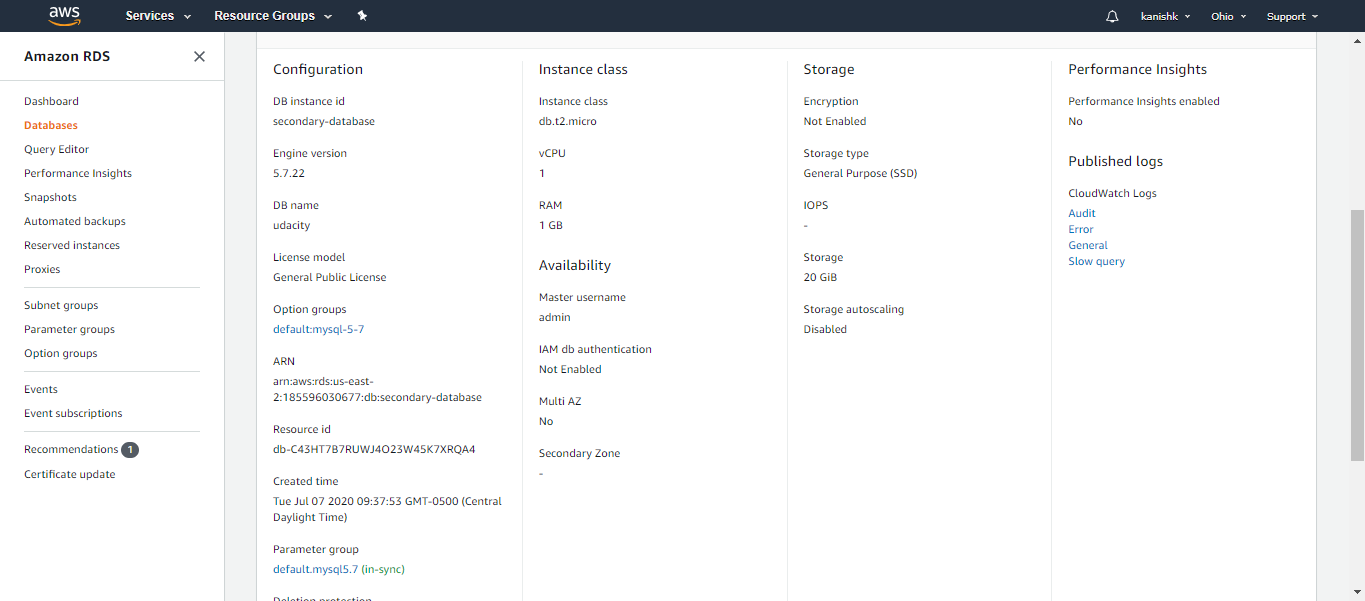 aws
Services
Resource Groups
kanishk
Ohio
Support
Amazon RDS
Dashboard
Databases
Query Editor
Performance Insights
Snapshots
Automated backups
Reserved instances
Proxies
Subnet groups
Parameter groups
Option groups
Events
Event subscriptions
Recommendations 1
Certificate update
Configuration
DB instance id
secondary-database
Engine version
5.7.22
DB name
udacity
License model
General Public License
Option groups
default:mysql-5-7
ARN
arn:aws:rds:us-east-
2:185596030677:db:secondary-database
Resource id
db-C43HT7B7RUWJ4O23W45K7XRQA4
Created time
Tue Jul 07 2020 09:37:53 GMT-0500 (Central
Daylight Time)
Parameter group
default.mysql5.7 (in-sync)
Deletion protection
Instance class
Instance class
db.t2.micro
vCPU
1
RAM
1 GB
Availability
Master username
admin
IAM db authentication
Not Enabled
Multi AZ
No
Secondary Zone
-
Storage
Encryption
Not Enabled
Storage type
General Purpose (SSD)
IOPS
-
Storage
20 GiB
Storage autoscaling
Disabled
Performance Insights
Performance Insights enabled
No
Published logs
CloudWatch Logs
Audit
Error
General
Slow query